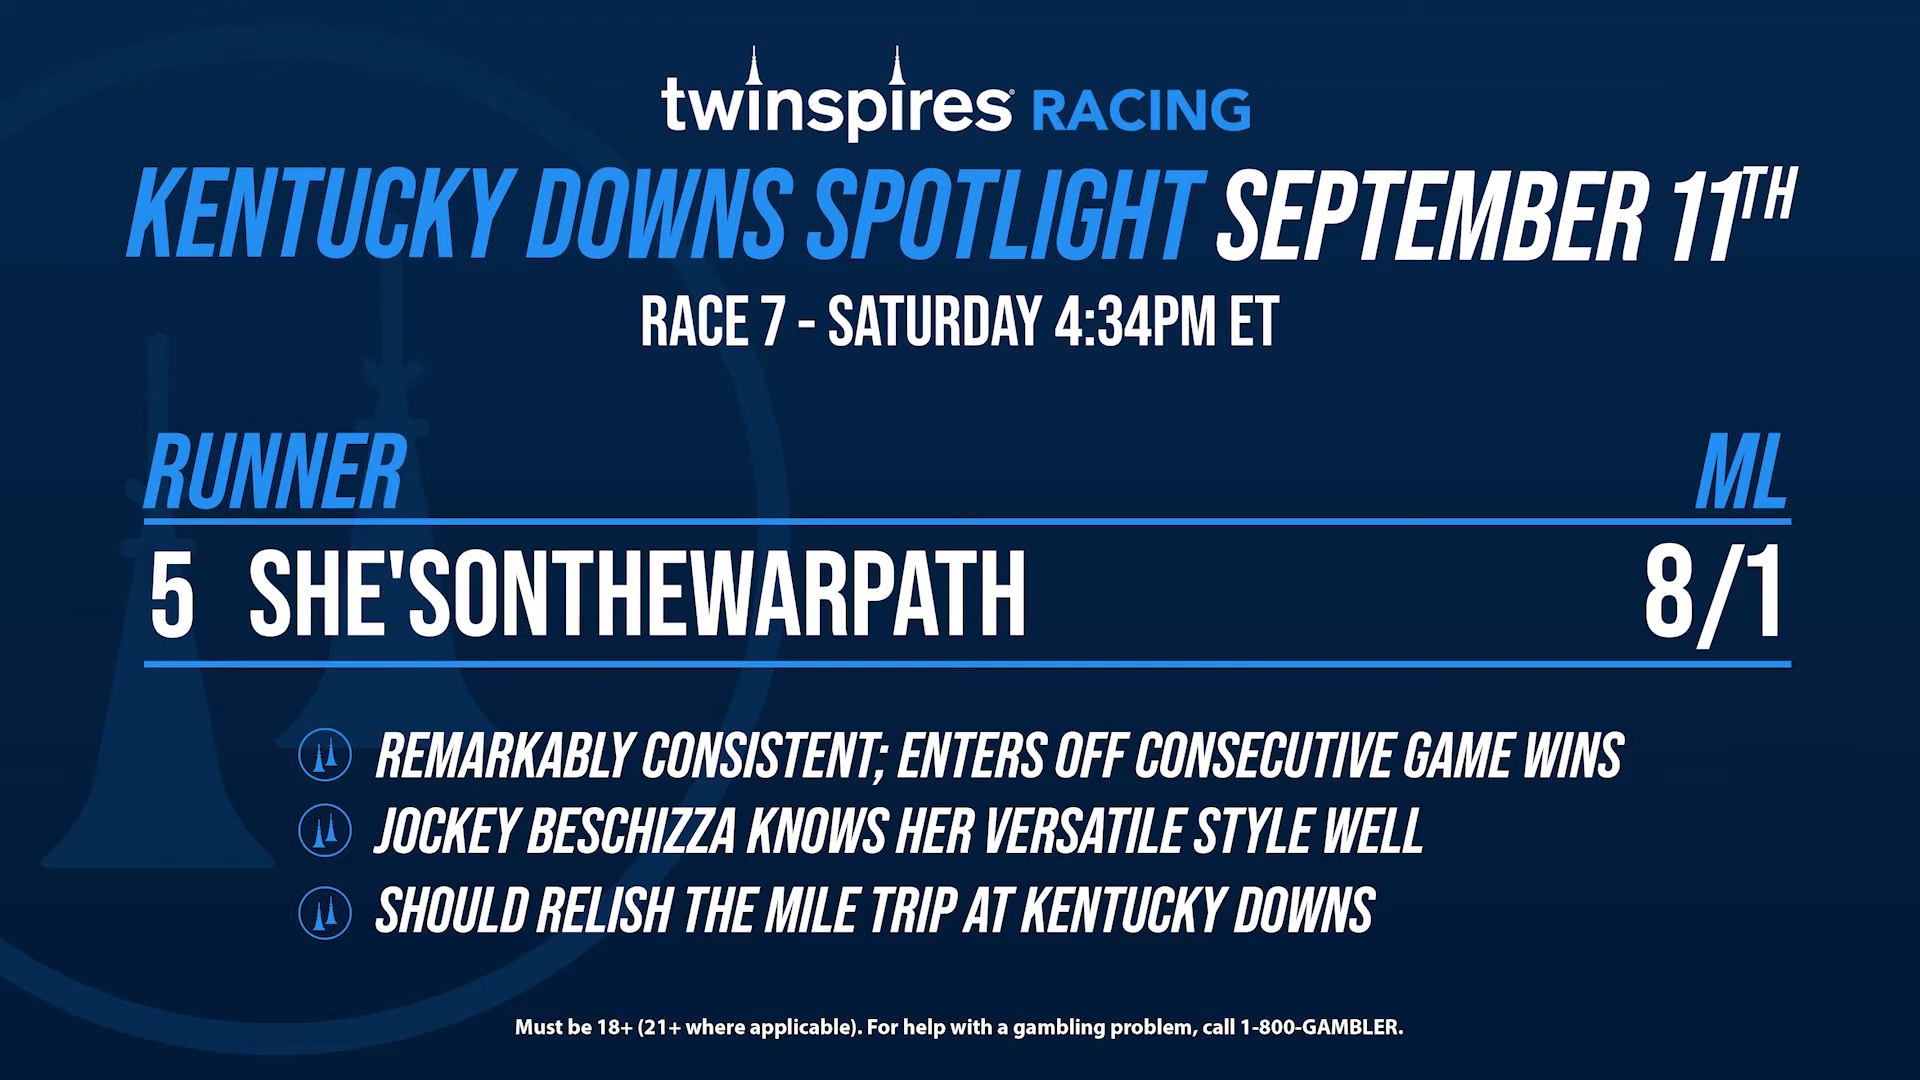 twinspires® RACING
KENTUCKY DOWNS SPOTLIGHT SEPTEMBER 11TH
RACE 7 - SATURDAY 4:34PM ET
RUNNER ML
5 SHE'SONTHEWARPATH 8/1
REMARKABLY CONSISTENT; ENTERS OFF CONSECUTIVE GAME WINS
JOCKEY BESCHIZZA KNOWS HER VERSATILE STYLE WELL
SHOULD RELISH THE MILE TRIP AT KENTUCKY DOWNS
Must be 18+ (21+ where applicable). For help with a gambling problem, call 1-800-GAMBLER.